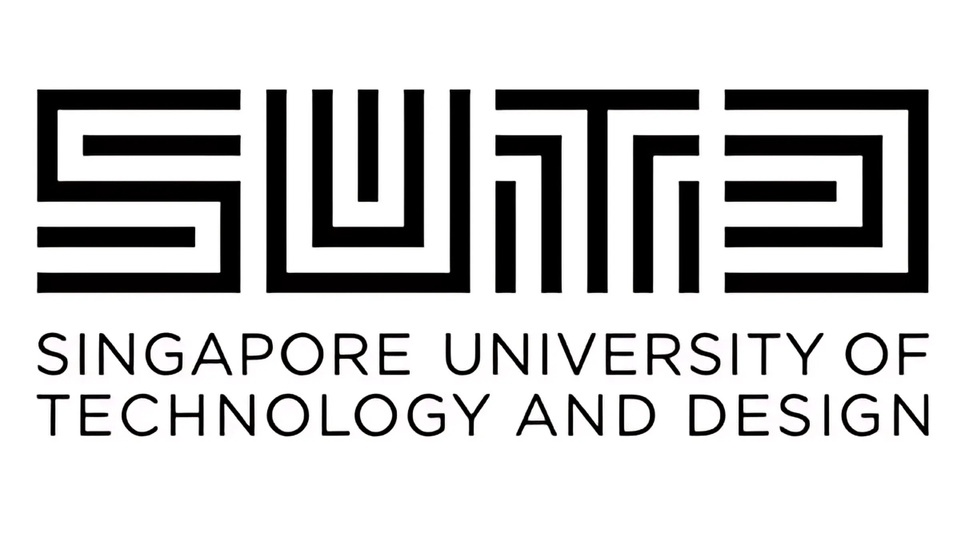 SUTD
SINGAPORE UNIVERSITY OF
TECHNOLOGY AND DESIGN